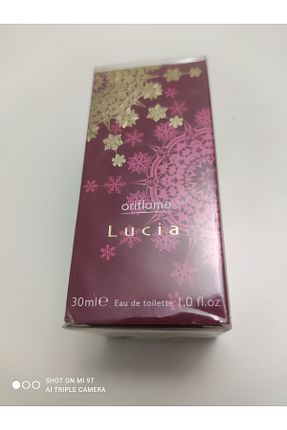 oriflame
Lucia
30ml℮ Eau de toilette 1.0 fl.oz
SHOT ON MI 9T
AI TRIPLE CAMERA